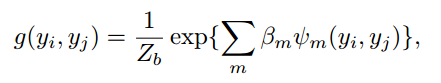 g(y_i, y_j) = \frac{1}{Z_b} \exp\{\sum_m \beta_m \psi_m(y_i, y_j)\},